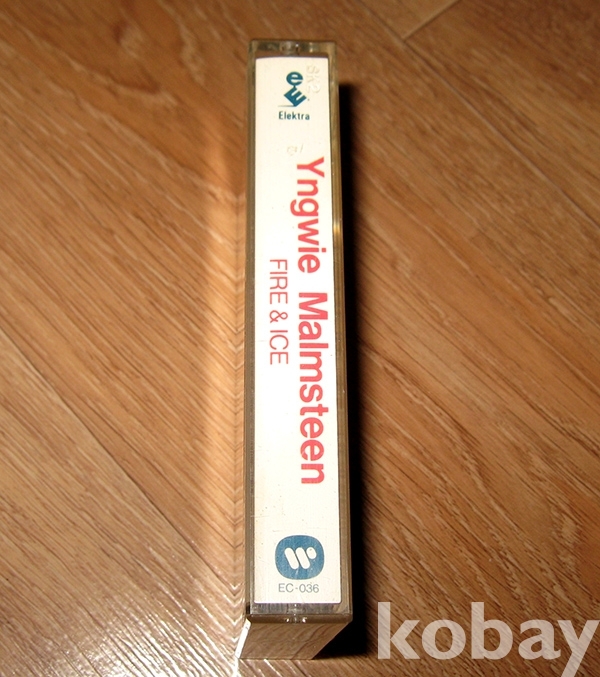 Elektra
Yngwie Malmsteen
FIRE & ICE
EC-036
kobay